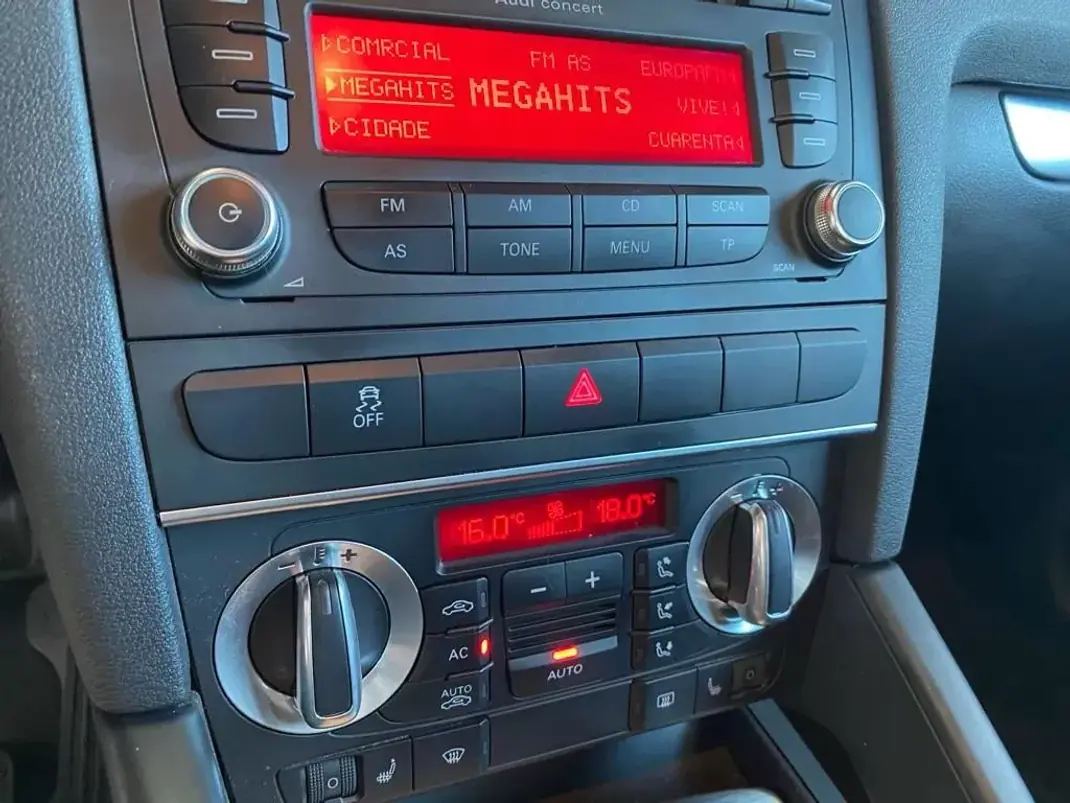 Audi concert
COMRCIAL FM AS EUROPAFM
MEGAHITS MEGAHITS VIVE!
CIDADE CUARENTA
FM AM CD SCAN
AS TONE MENU TP
SCAN
OFF
16.0°C 18.0°C
- + - +
- +
AC
AUTO
AUTO